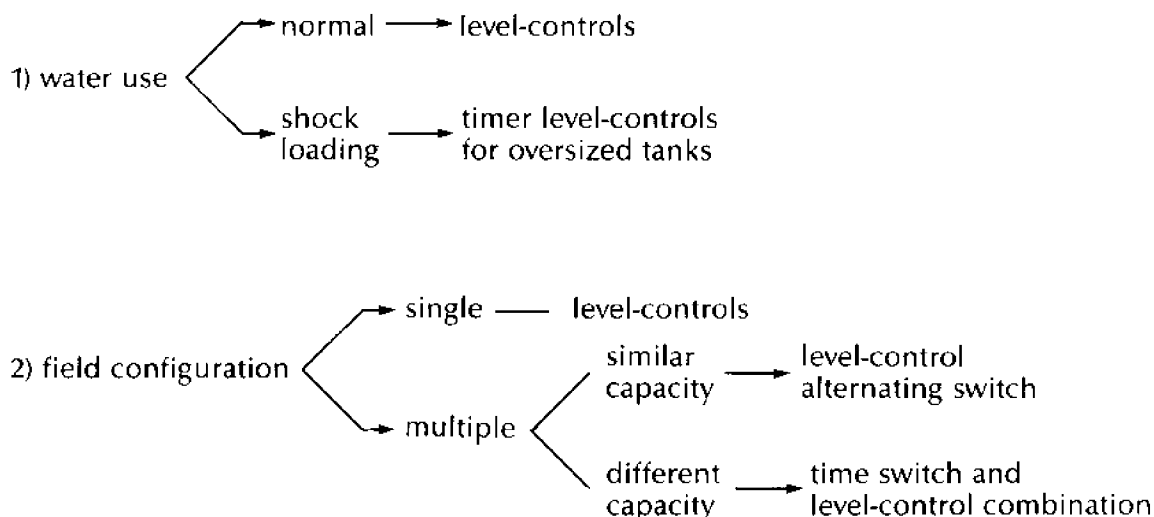 normal level-controls
1) water use
shock timer level-controls
loading for oversized tanks
single level-controls
similar level-control
2) field configuration capacity alternating switch
multiple
different time switch and
capacity level-control combination